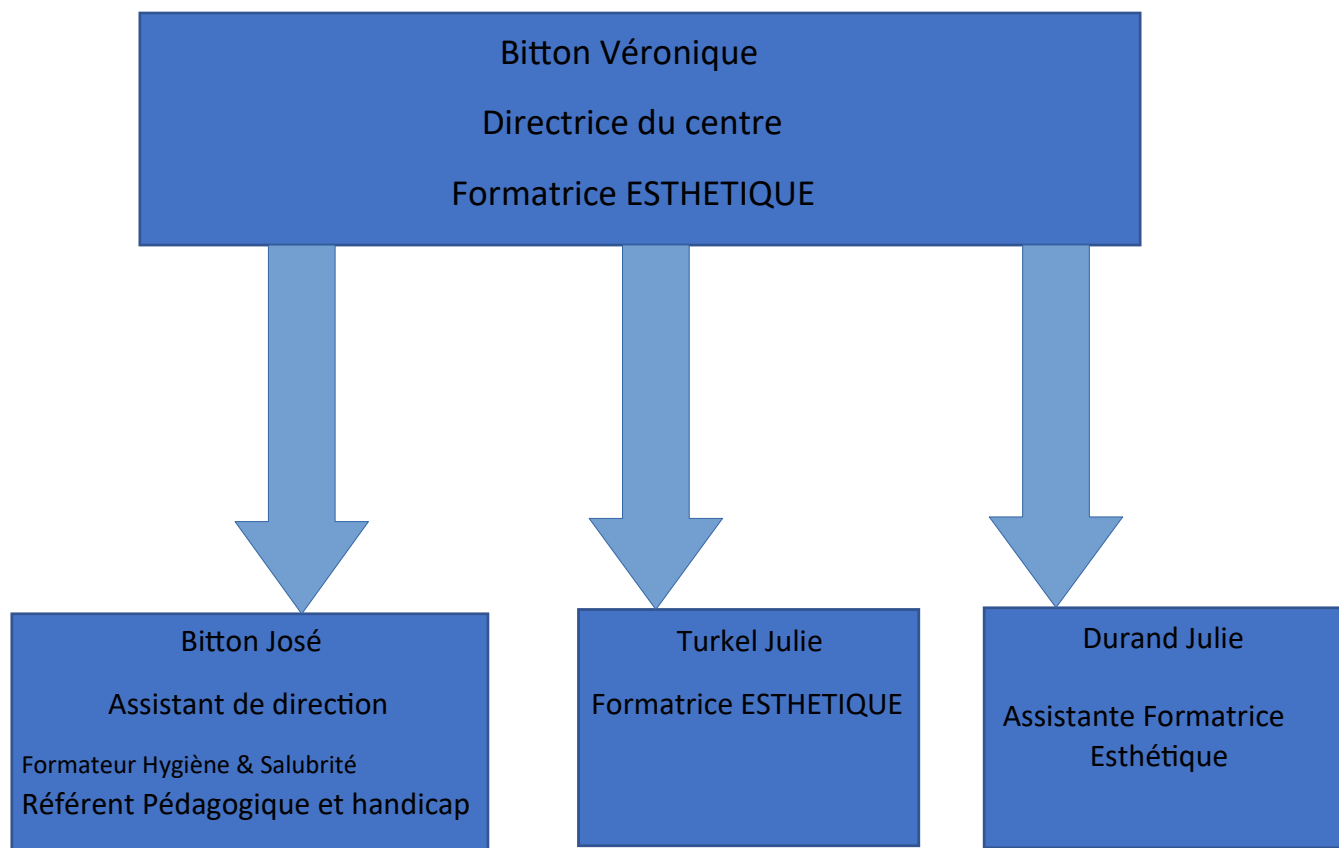 Bitton Véronique
Directrice du centre
Formatrice ESTHETIQUE
Bitton José
Assistant de direction
Formateur Hygiène & Salubrité
Référent Pédagogique et handicap
Turkel Julie
Formatrice ESTHETIQUE
Durand Julie
Assistante Formatrice
Esthétique